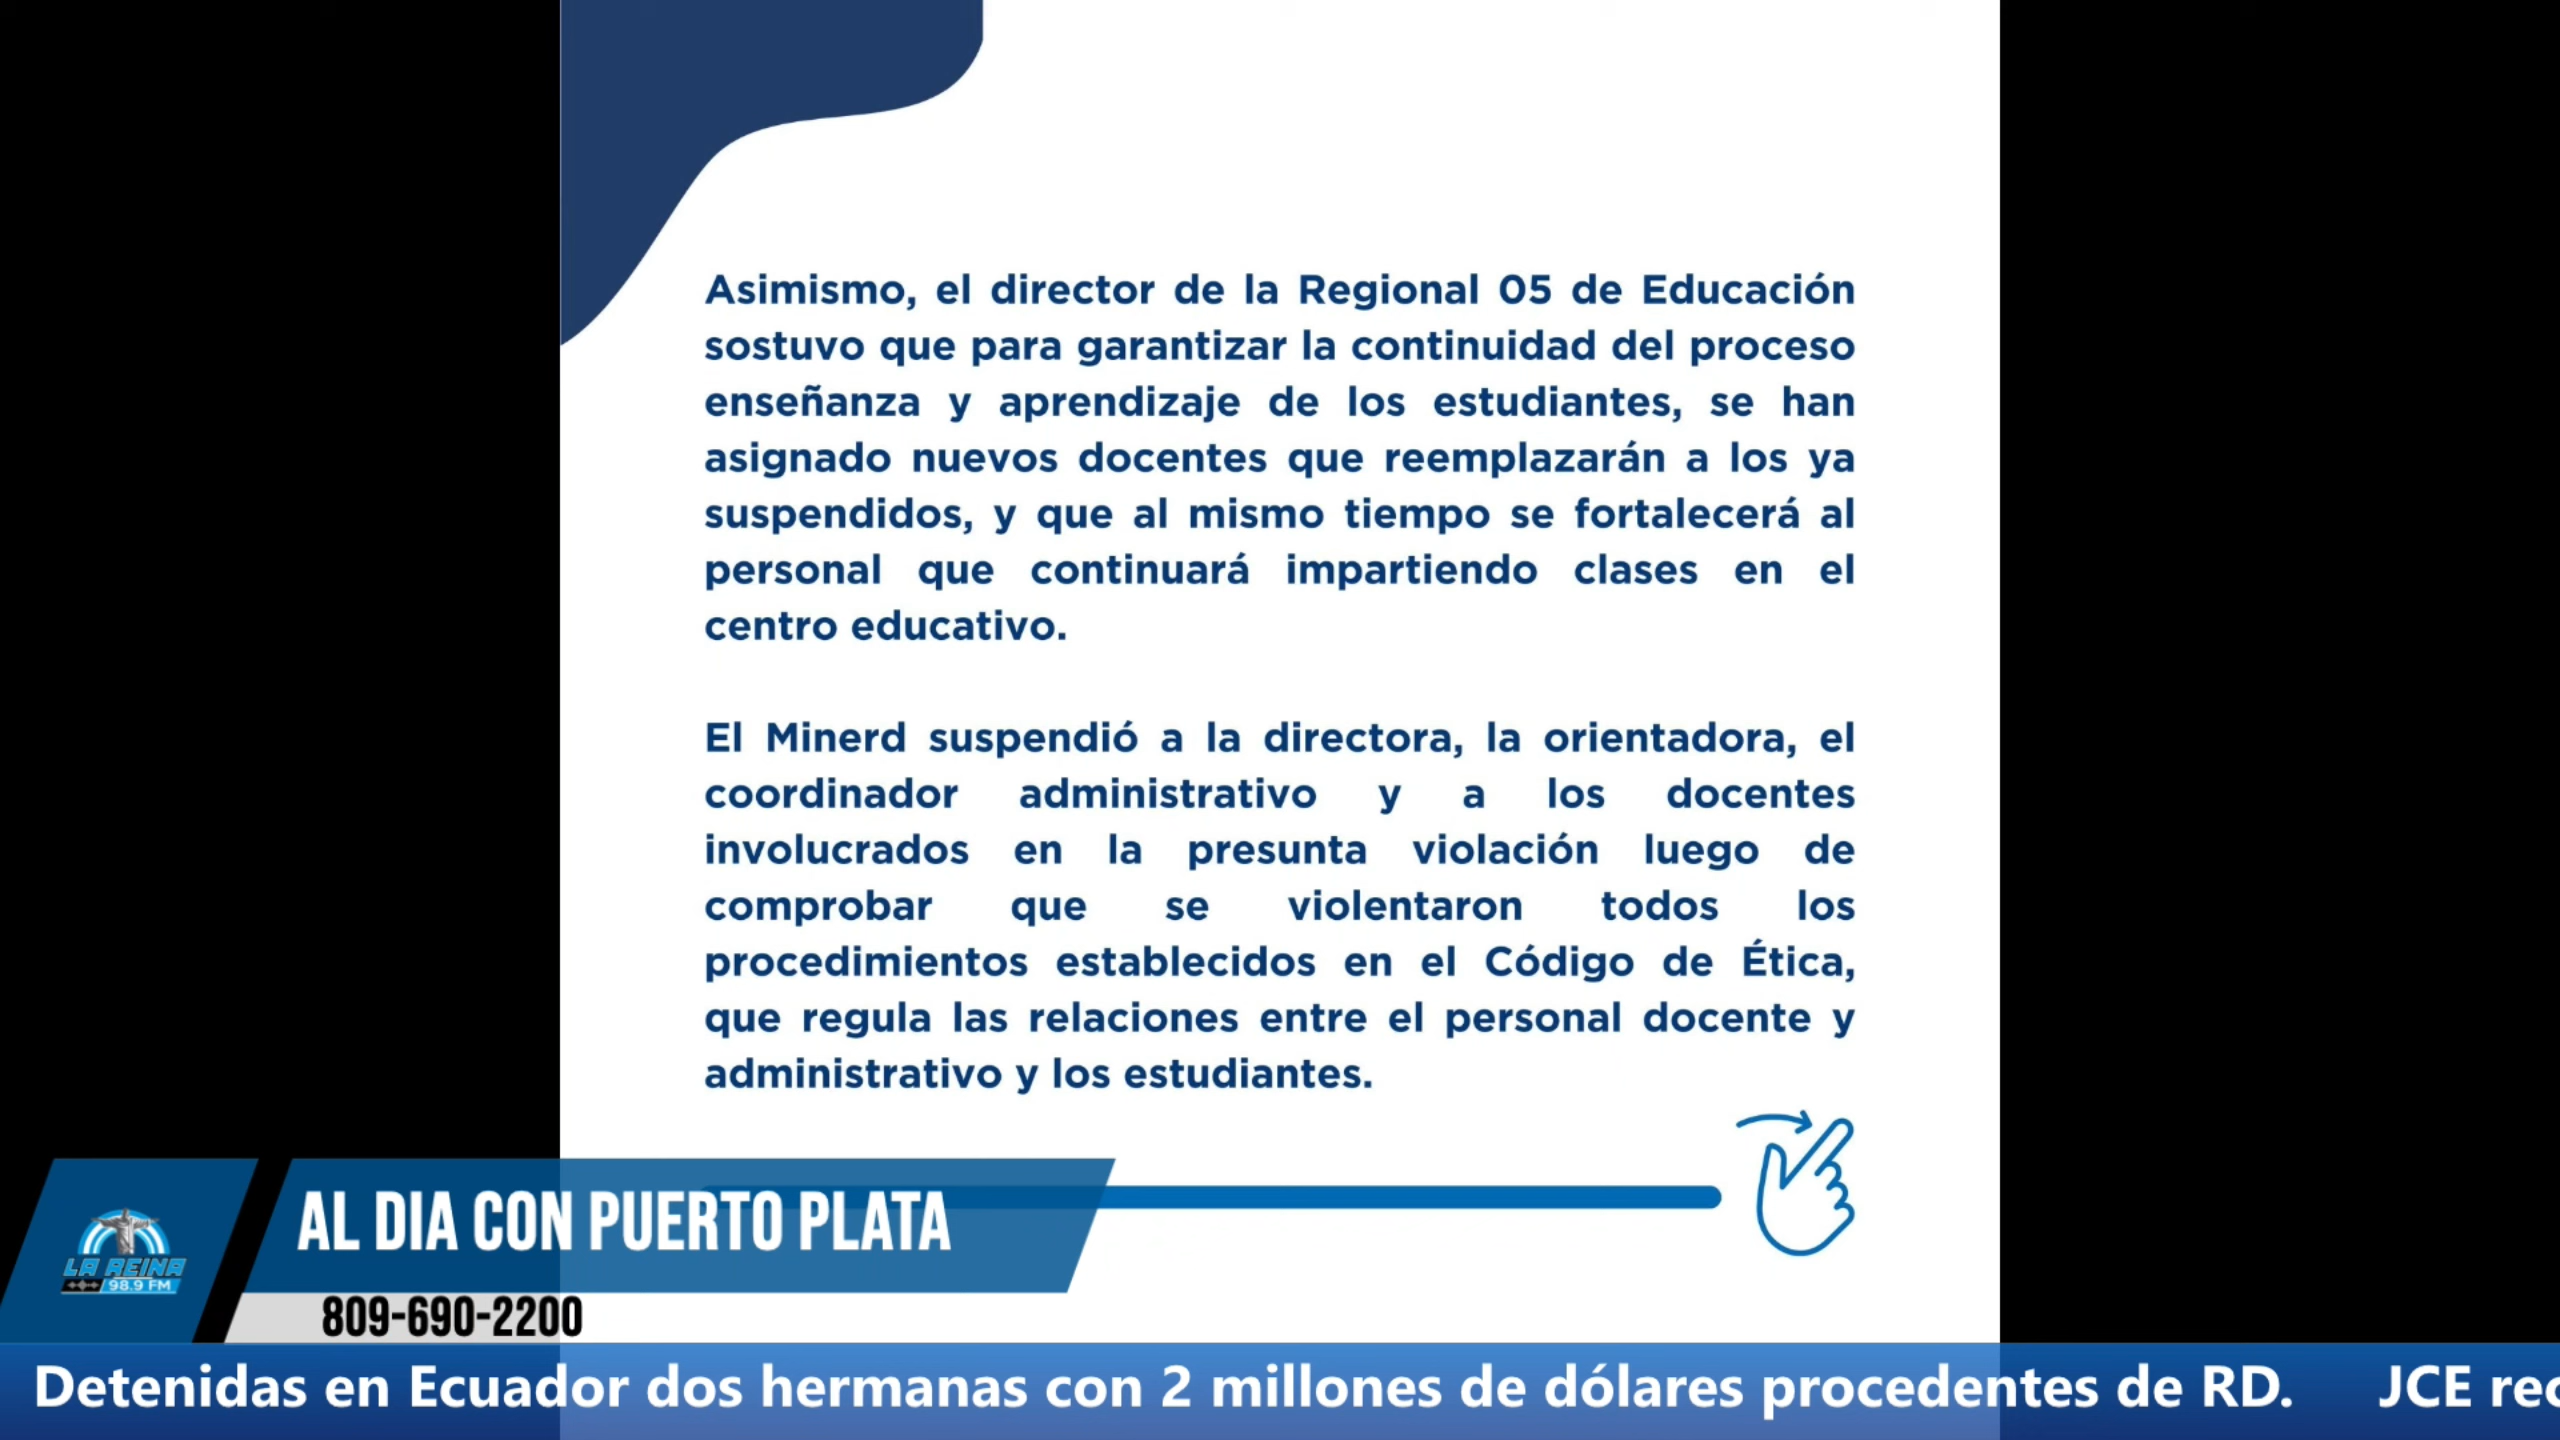 Asimismo, el director de la Regional 05 de Educación
sostuvo que para garantizar la continuidad del proceso
enseñanza y aprendizaje de los estudiantes, se han
asignado nuevos docentes que reemplazarán a los ya
suspendidos, y que al mismo tiempo se fortalecerá al
personal que continuará impartiendo clases en el
centro educativo.
El Minerd suspendió a la directora, la orientadora, el
coordinador administrativo y a los docentes
involucrados en la presunta violación luego de
comprobar que se violentaron todos los
procedimientos establecidos en el Código de Ética,
que regula las relaciones entre el personal docente y
administrativo y los estudiantes.
AL DIA CON PUERTO PLATA
LA REINA
98.9 FM
809-690-2200
Detenidas en Ecuador dos hermanas con 2 millones de dólares procedentes de RD. JCE rec